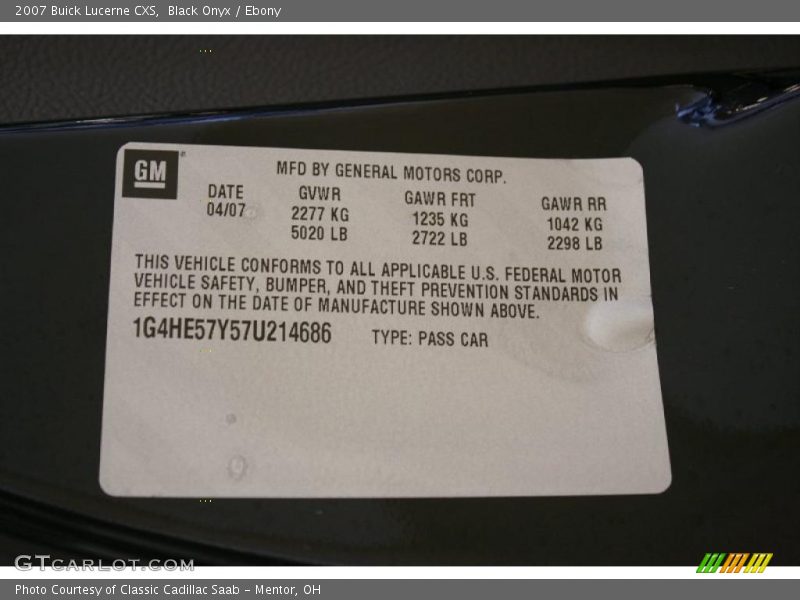 2007 Buick Lucerne CXS,  Black Onyx / Ebony
GM
MFD BY GENERAL MOTORS CORP.
DATE GVWR GAWR FRT GAWR RR
04/07 2277 KG 1235 KG 1042 KG
5020 LB 2722 LB 2298 LB
THIS VEHICLE CONFORMS TO ALL APPLICABLE U.S. FEDERAL MOTOR
VEHICLE SAFETY, BUMPER, AND THEFT PREVENTION STANDARDS IN
EFFECT ON THE DATE OF MANUFACTURE SHOWN ABOVE.
1G4HE57Y57U214686 TYPE: PASS CAR
GTCARLOT.COM
Photo Courtesy of Classic Cadillac Saab - Mentor, OH